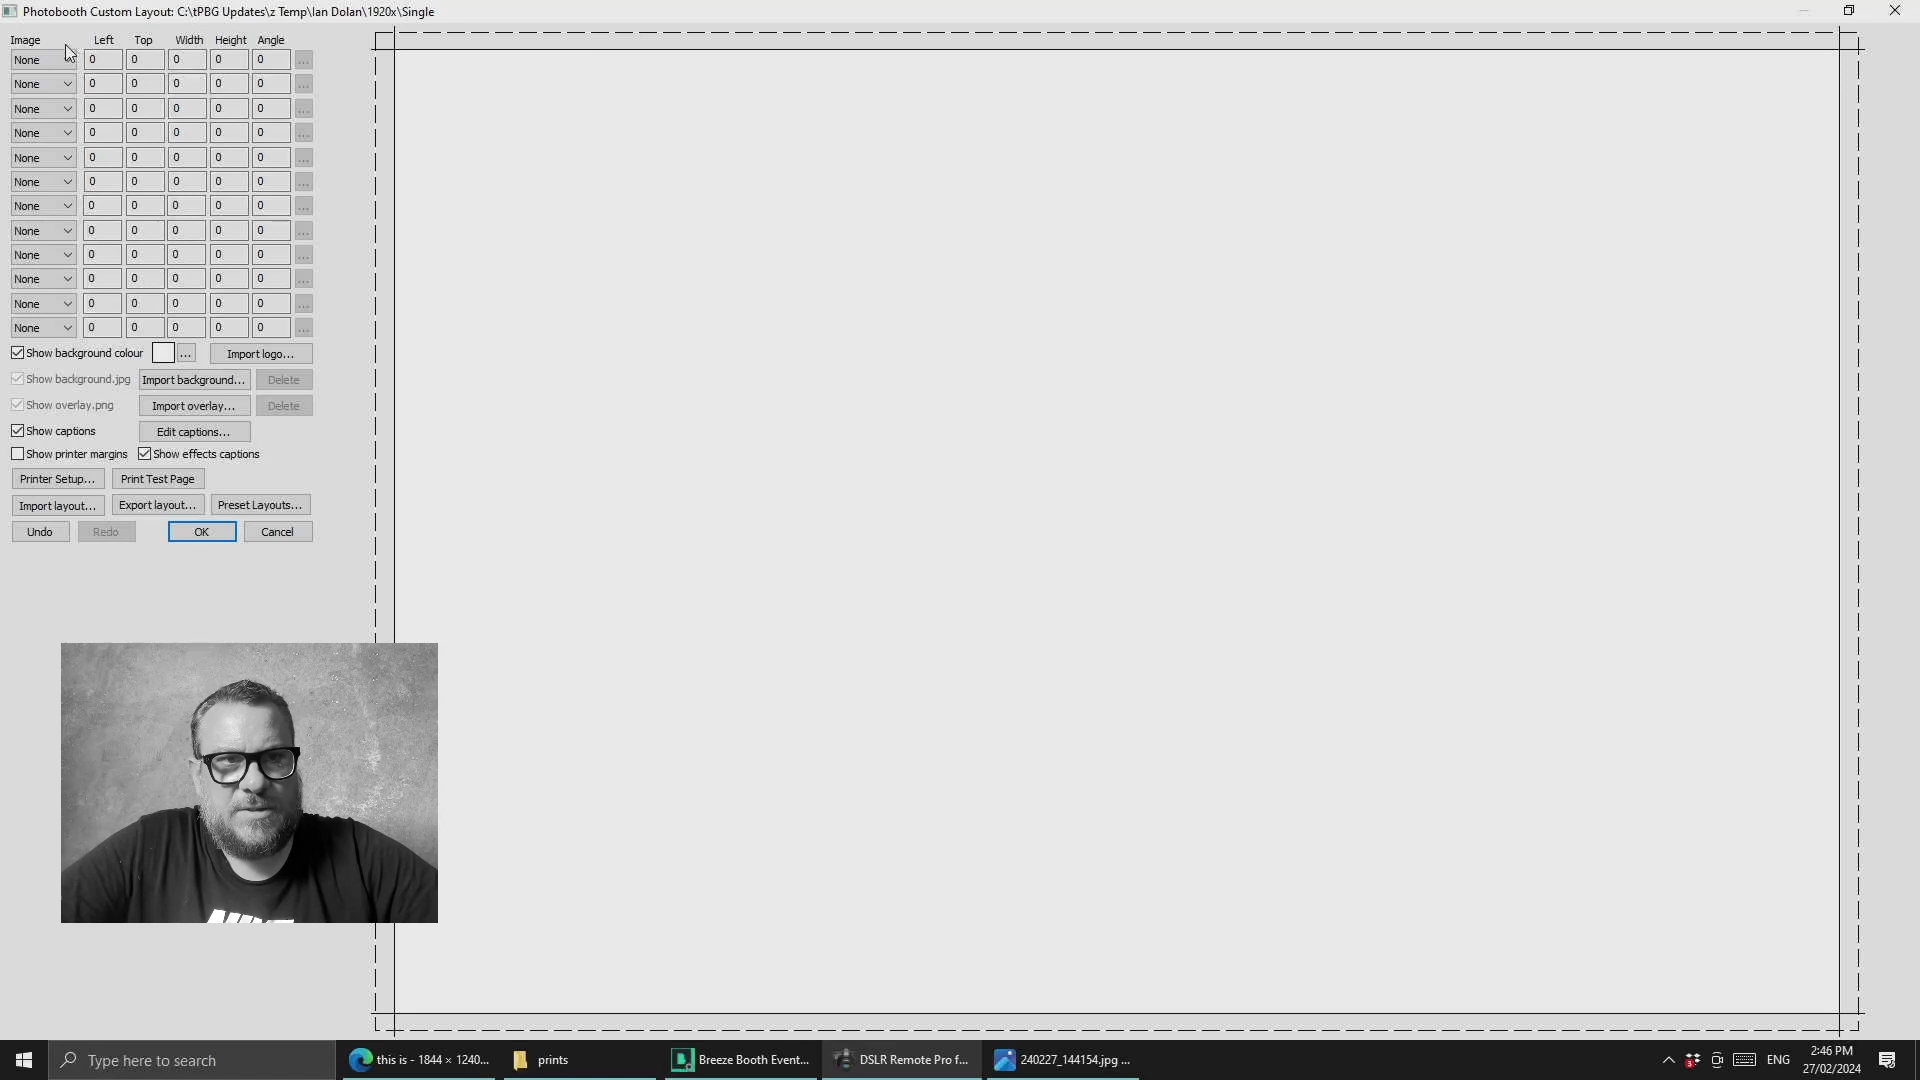 Photobooth Custom Layout: C:\tPBG Updates\z Temp\Ian Dolan\1920x\Single
Image Left Top Width Height Angle
None 0 0 0 0 0 ...
None 0 0 0 0 0 ...
None 0 0 0 0 0 ...
None 0 0 0 0 0 ...
None 0 0 0 0 0 ...
None 0 0 0 0 0 ...
None 0 0 0 0 0 ...
None 0 0 0 0 0 ...
None 0 0 0 0 0 ...
None 0 0 0 0 0 ...
None 0 0 0 0 0 ...
None 0 0 0 0 0 ...
Show background colour ... Import logo...
Show background.jpg Import background... Delete
Show overlay.png Import overlay... Delete
Show captions Edit captions...
Show printer margins Show effects captions
Printer Setup... Print Test Page
Import layout... Export layout... Preset Layouts...
Undo Redo OK Cancel
Type here to search
this is - 1844 × 1240...
prints
Breeze Booth Event...
DSLR Remote Pro f...
240227_144154.jpg ...
3
ENG
2:46 PM
27/02/2024